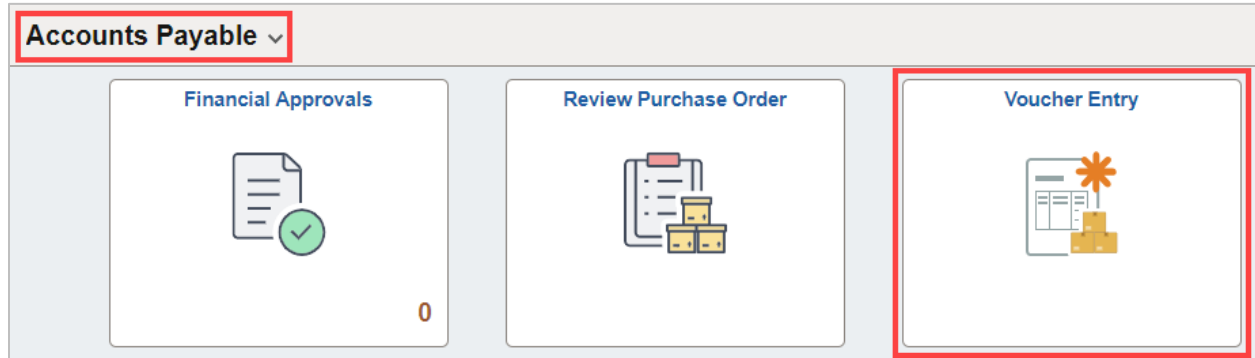 Accounts Payable
Financial Approvals
Review Purchase Order
Voucher Entry
0